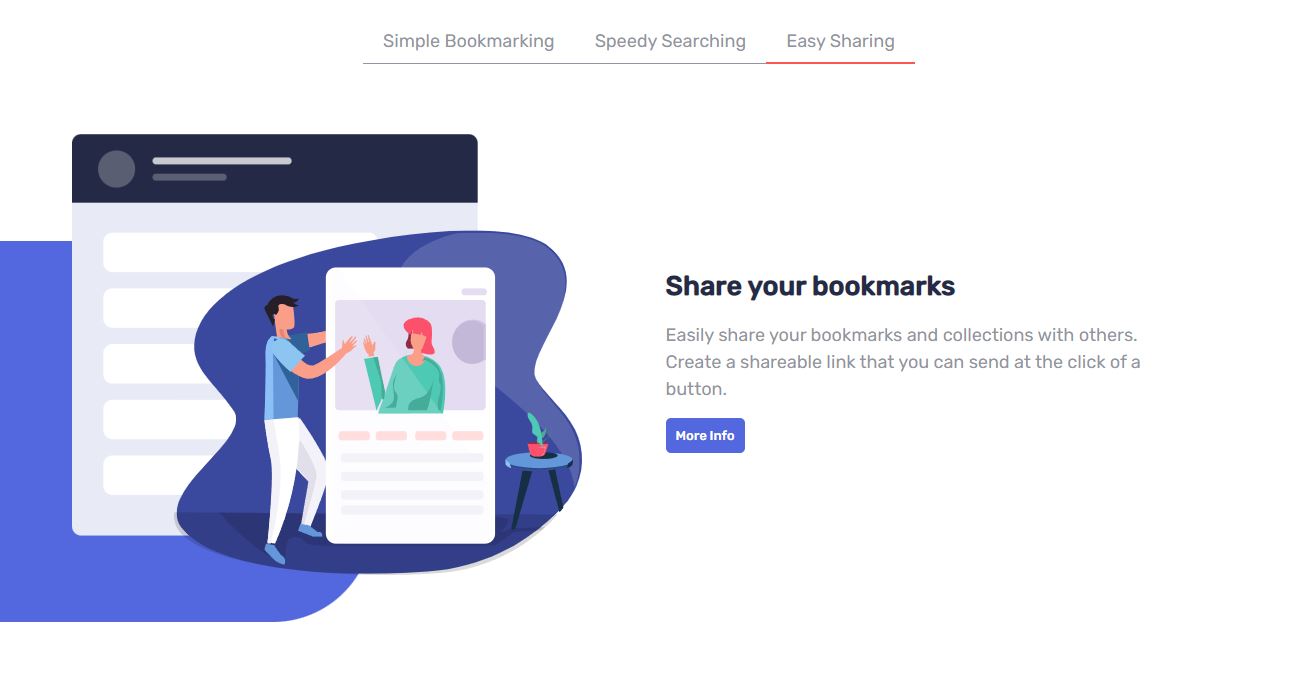 Simple Bookmarking Speedy Searching Easy Sharing
Share your bookmarks
Easily share your bookmarks and collections with others.
Create a shareable link that you can send at the click of a
button.
More Info